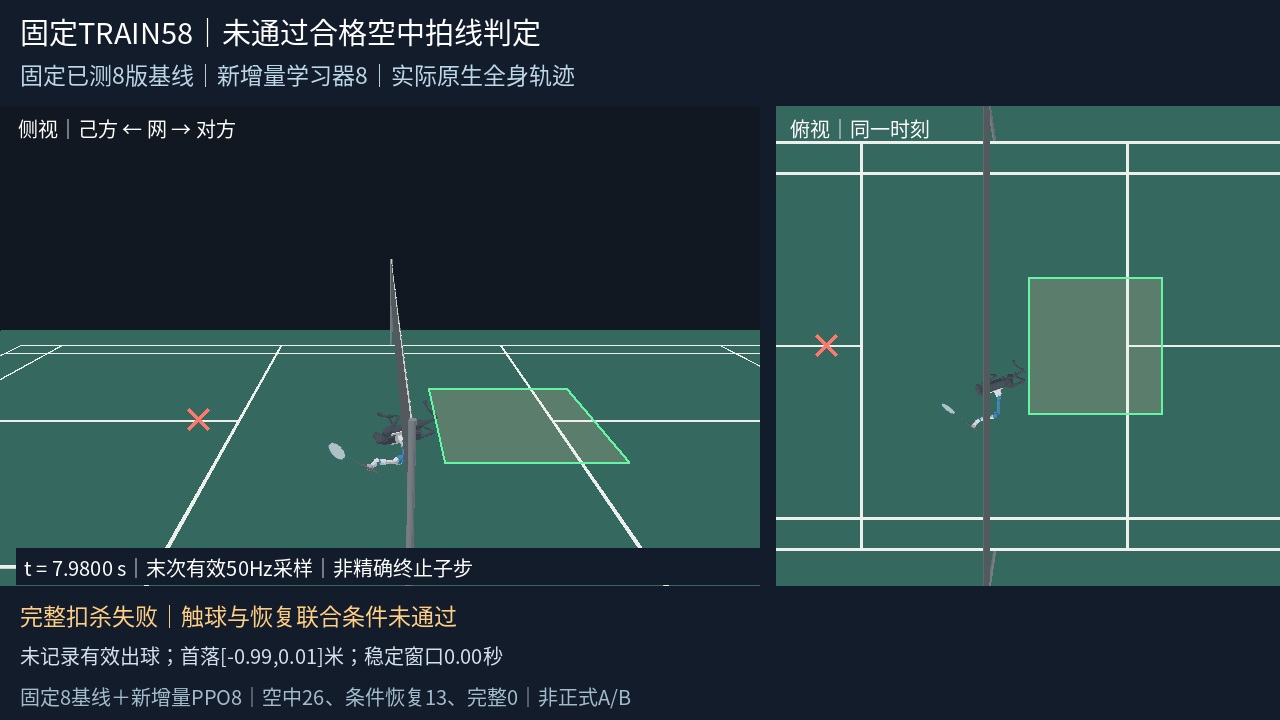 固定TRAIN58｜未通过合格空中拍线判定
固定已测8版基线｜新增量学习器8｜实际原生全身轨迹
侧视｜己方 ← 网 → 对方
俯视｜同一时刻
t = 7.9800 s｜末次有效50Hz采样｜非精确终止子步
完整扣杀失败｜触球与恢复联合条件未通过
未记录有效出球；首落[-0.99,0.01]米；稳定窗口0.00秒
固定8基线＋新增量PPO8｜空中26、条件恢复13、完整0｜非正式A/B